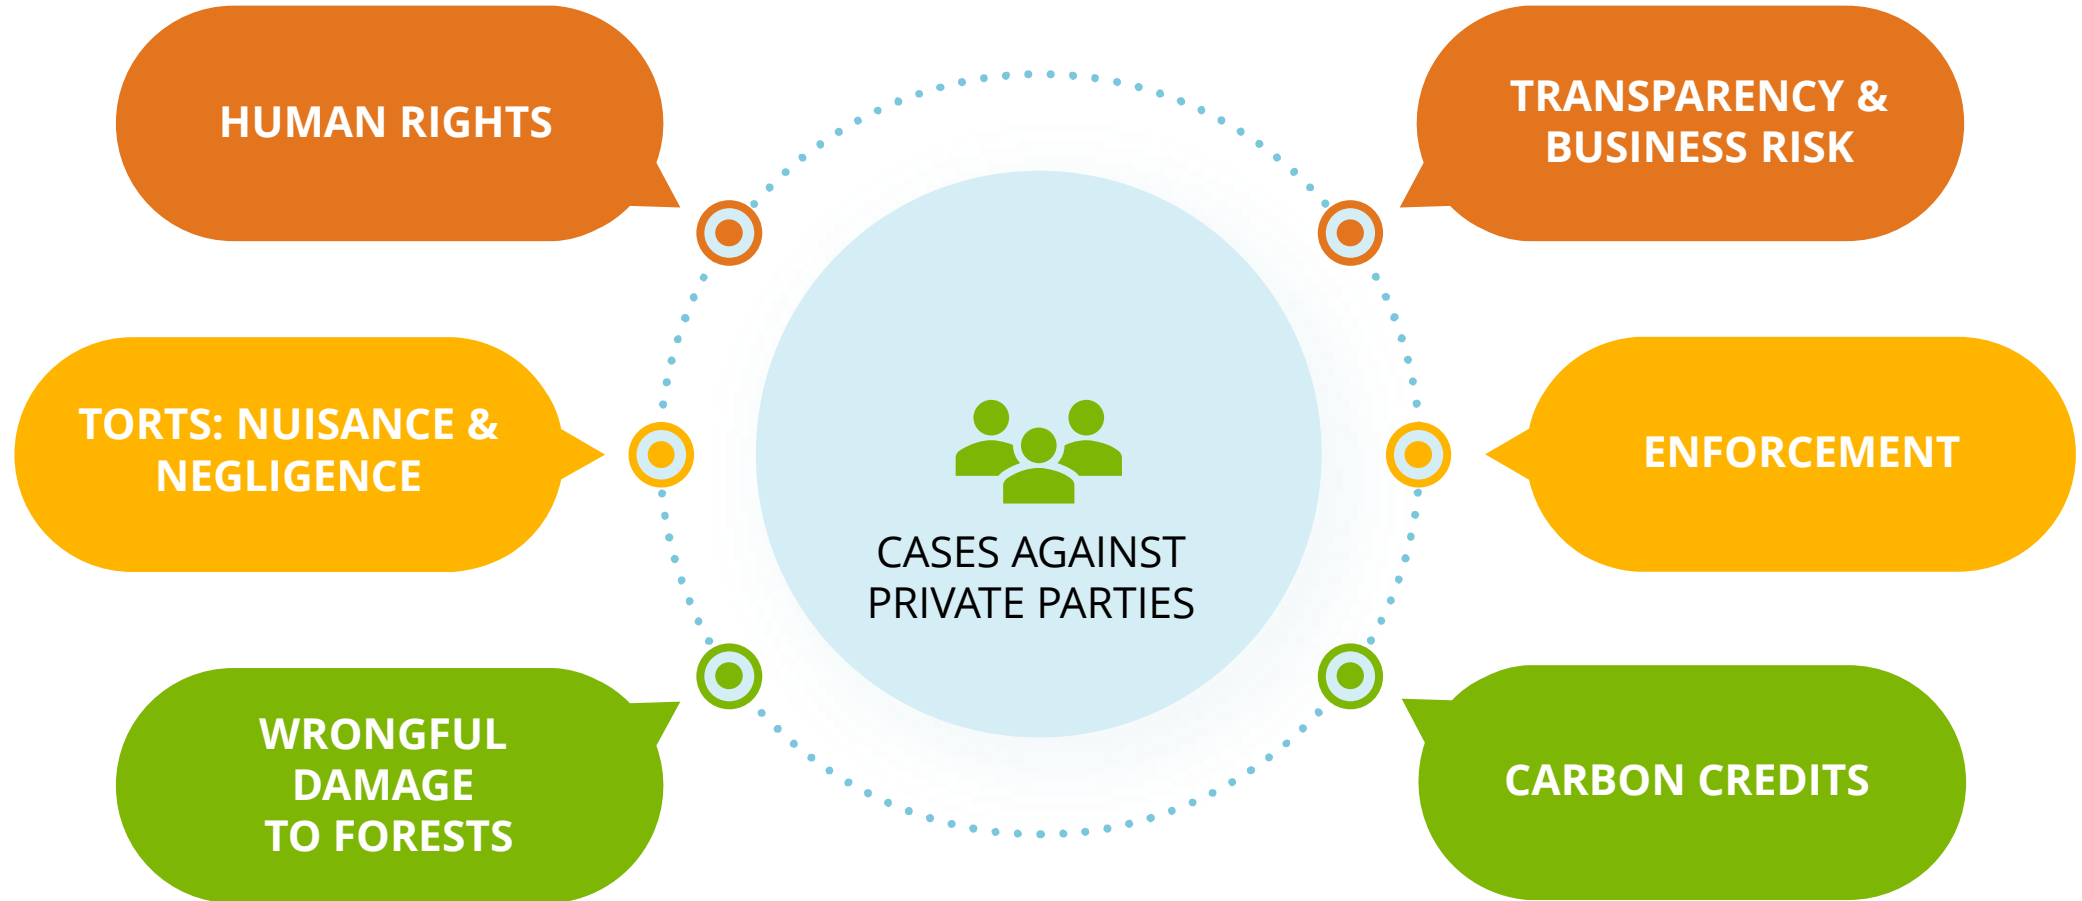 HUMAN RIGHTS
TRANSPARENCY &
BUSINESS RISK
TORTS: NUISANCE &
NEGLIGENCE
ENFORCEMENT
CASES AGAINST
PRIVATE PARTIES
WRONGFUL
DAMAGE
TO FORESTS
CARBON CREDITS